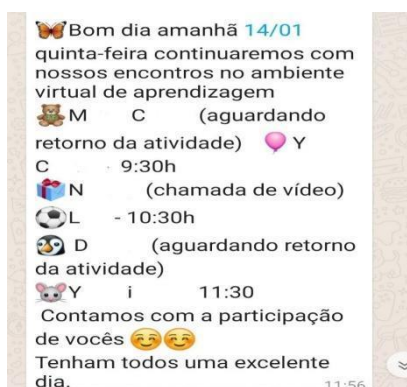 🦋Bom dia amanhã 14/01
quinta-feira continuaremos com
nossos encontros no ambiente
virtual de aprendizagem
🧸M C (aguardando
retorno da atividade) 🎈Y
C - 9:30h
🎁N (chamada de vídeo)
⚽L - 10:30h
🐧D (aguardando retorno
da atividade)
🐭Y i 11:30
Contamos com a participação
de vocês ☺️☺️
Tenham todos uma excelente
dia.
11:56